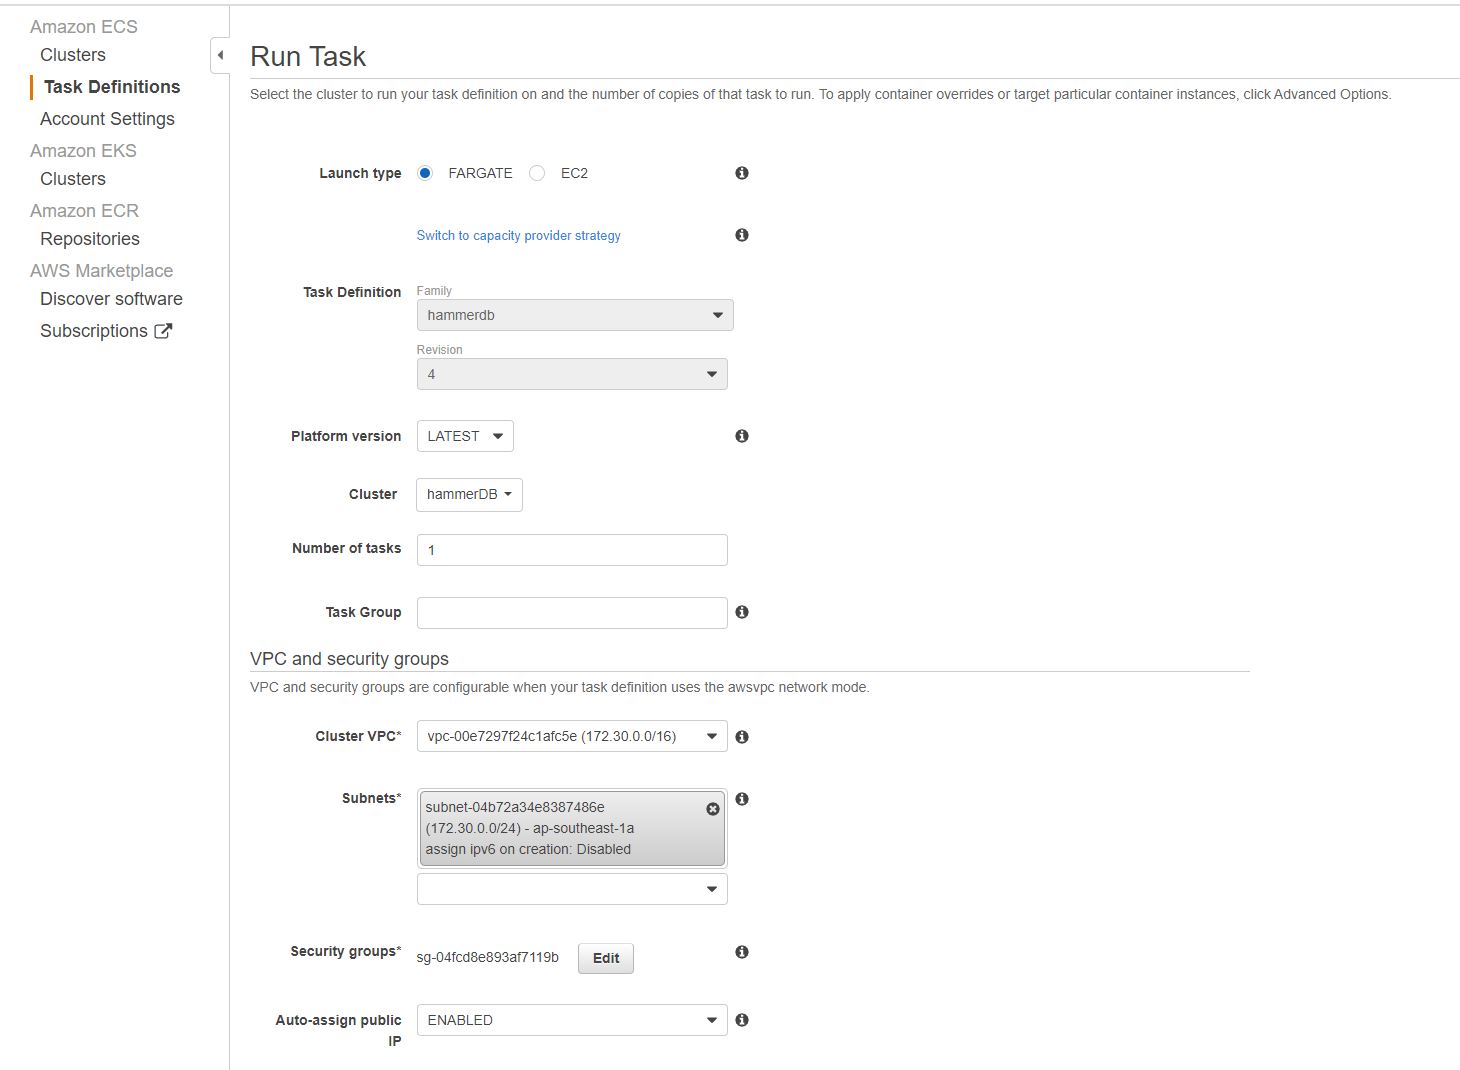 Amazon ECS
Clusters
Task Definitions
Account Settings
Amazon EKS
Clusters
Amazon ECR
Repositories
AWS Marketplace
Discover software
Subscriptions
Run Task
Select the cluster to run your task definition on and the number of copies of that task to run. To apply container overrides or target particular container instances, click Advanced Options.
Launch type FARGATE EC2
Switch to capacity provider strategy
Task Definition Family
hammerdb
Revision
4
Platform version LATEST
Cluster hammerDB
Number of tasks 1
Task Group
VPC and security groups
VPC and security groups are configurable when your task definition uses the awsvpc network mode.
Cluster VPC* vpc-00e7297f24c1afc5e (172.30.0.0/16)
Subnets* subnet-04b72a34e8387486e
(172.30.0.0/24) - ap-southeast-1a
assign ipv6 on creation: Disabled
Security groups* sg-04fcd8e893af7119b Edit
Auto-assign public ENABLED
IP